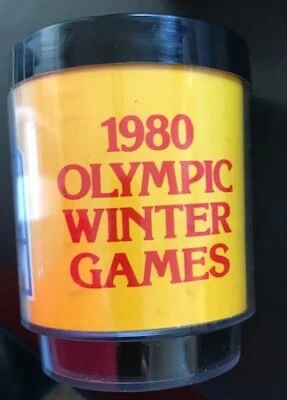 1980
OLYMPIC
WINTER
GAMES